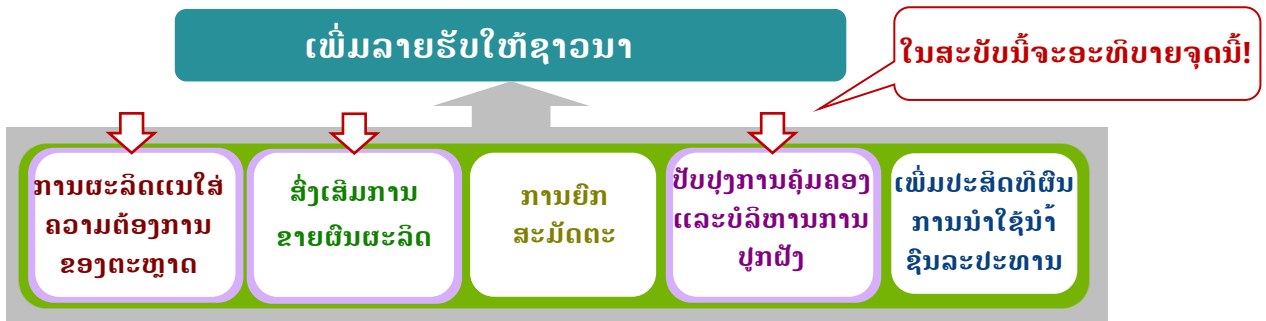 ເພີ່ມລາຍຮັບໃຫ້ຊາວນາ
ໃນສະບັບນີ້ຈະອະທິບາຍຈຸດນີ້!
ການຜະລິດແນໃສ່
ຄວາມຕ້ອງການ
ຂອງຕະຫຼາດ
ສົ່ງເສີມການ
ຂາຍຜົນຜະລິດ
ການຍົກ
ສະມັດຕະ
ປັບປຸງການຄຸ້ມຄອງ
ແລະບໍລິຫານການ
ປູກຝັງ
ເພີ່ມປະສິດທິຜົນ
ການນຳໃຊ້ນ້ຳ
ຊົນລະປະທານ